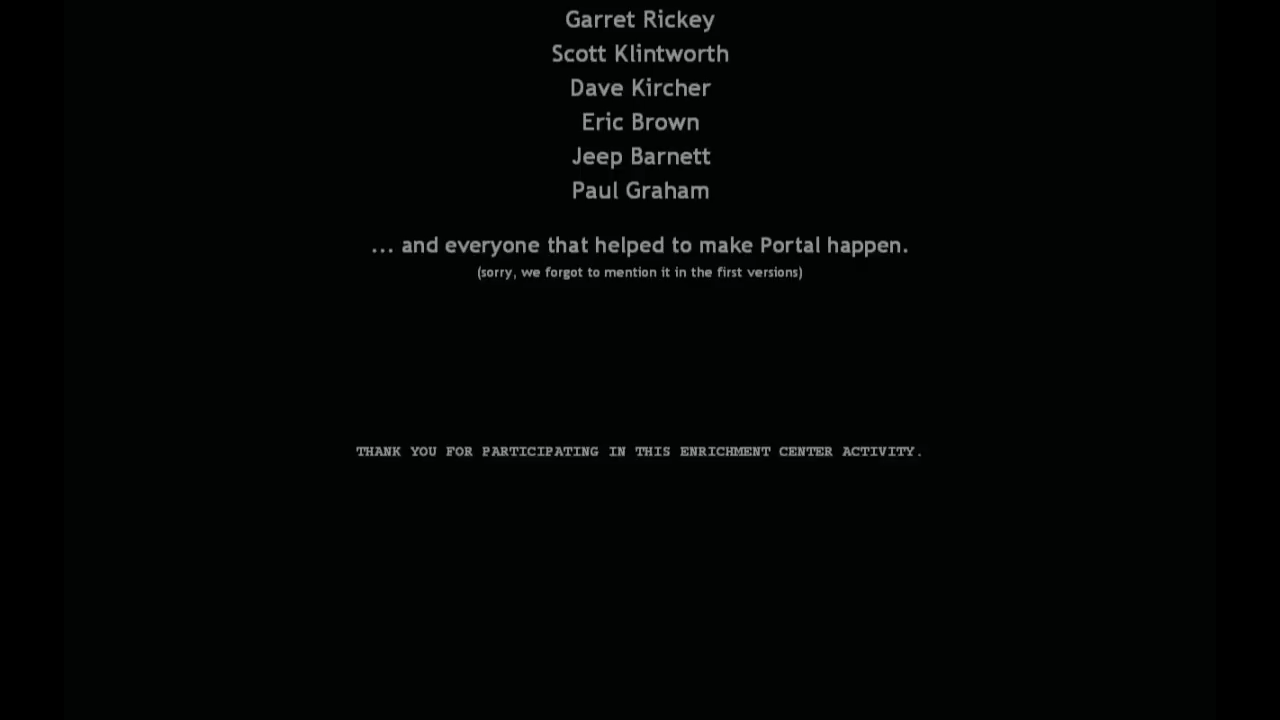 Garret Rickey
Scott Klintworth
Dave Kircher
Eric Brown
Jeep Barnett
Paul Graham
... and everyone that helped to make Portal happen.
(sorry, we forgot to mention it in the first versions)
THANK YOU FOR PARTICIPATING IN THIS ENRICHMENT CENTER ACTIVITY.